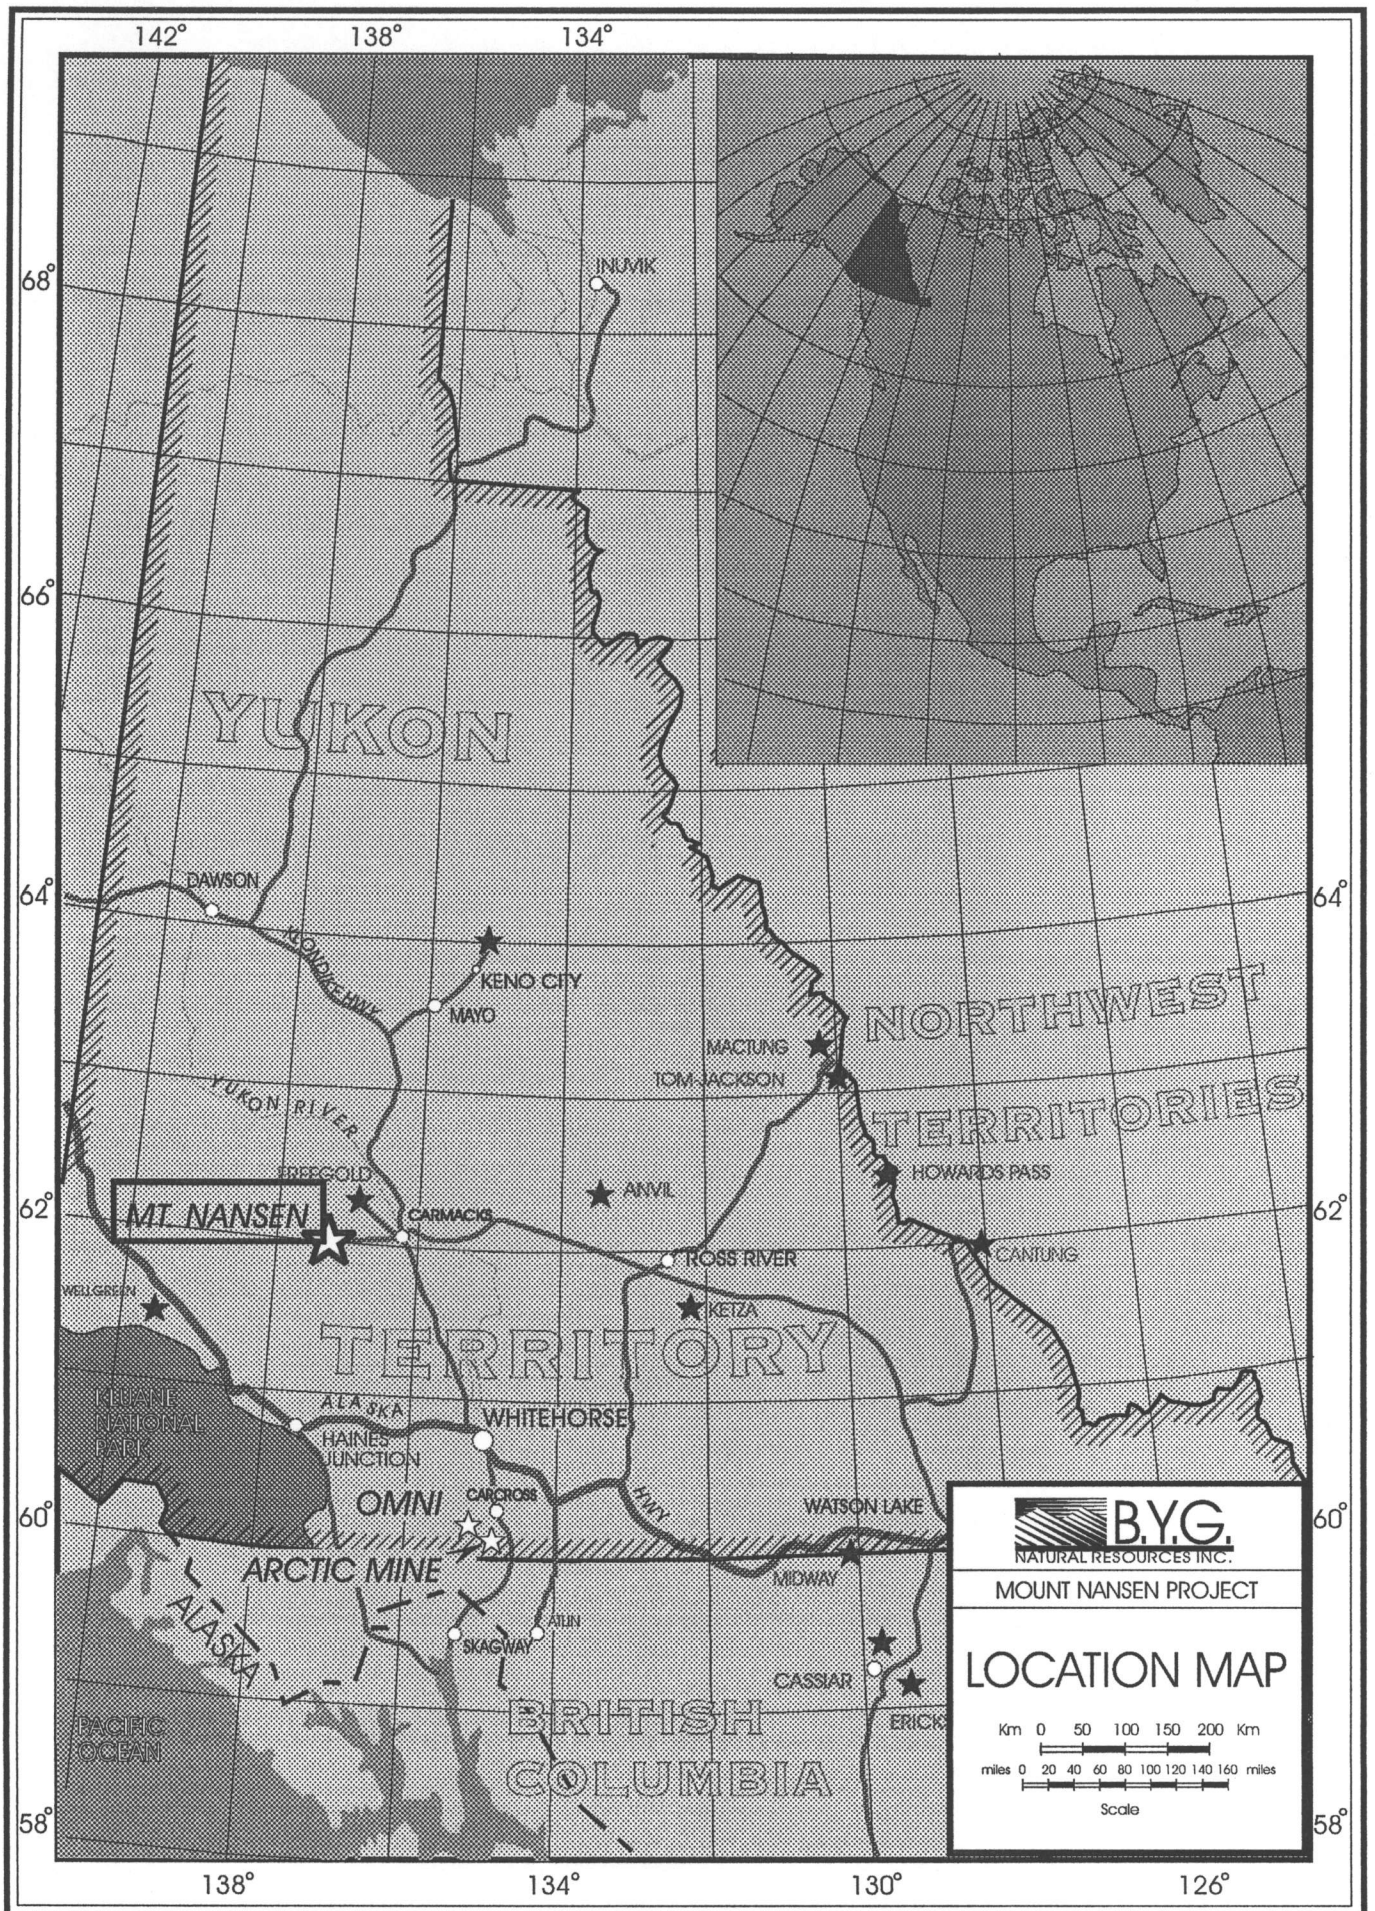 142° 138° 134°
INUVIK
68°
66°
YUKON
DAWSON
64° 64°
KLONDIKE HWY
KENO CITY
MAYO
NORTHWEST
MACTUNG
TOM-JACKSON
TERRITORIES
YUKON RIVER
FREEGOLD
HOWARDS PASS
ANVIL
62° 62°
MT. NANSEN
CARMACKS
ROSS RIVER
CANTUNG
WELLGREEN
KETZA
TERRITORY
KLUANE
NATIONAL
PARK
ALASKA
WHITEHORSE
HAINES
JUNCTION
OMNI
CARCROSS
HWY
WATSON LAKE
60° 60°
ARCTIC MINE
MIDWAY
ALASKA
ATLIN
SKAGWAY
CASSIAR
ERICK
BRITISH
COLUMBIA
PACIFIC
OCEAN
58° 58°
B.Y.G.
NATURAL RESOURCES INC.
MOUNT NANSEN PROJECT
LOCATION MAP
Km 0 50 100 150 200 Km
miles 0 20 40 60 80 100 120 140 160 miles
Scale
138° 134° 130° 126°